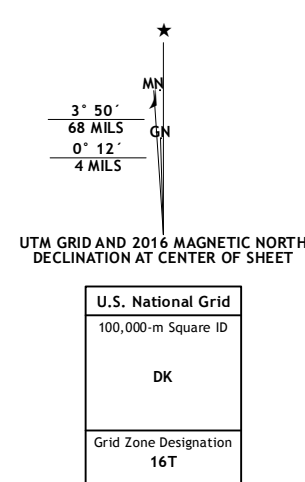 ★
MN
3° 50´
68 MILS
GN
0° 12´
4 MILS
UTM GRID AND 2016 MAGNETIC NORTH
DECLINATION AT CENTER OF SHEET
U.S. National Grid
100,000-m Square ID
DK
Grid Zone Designation
16T